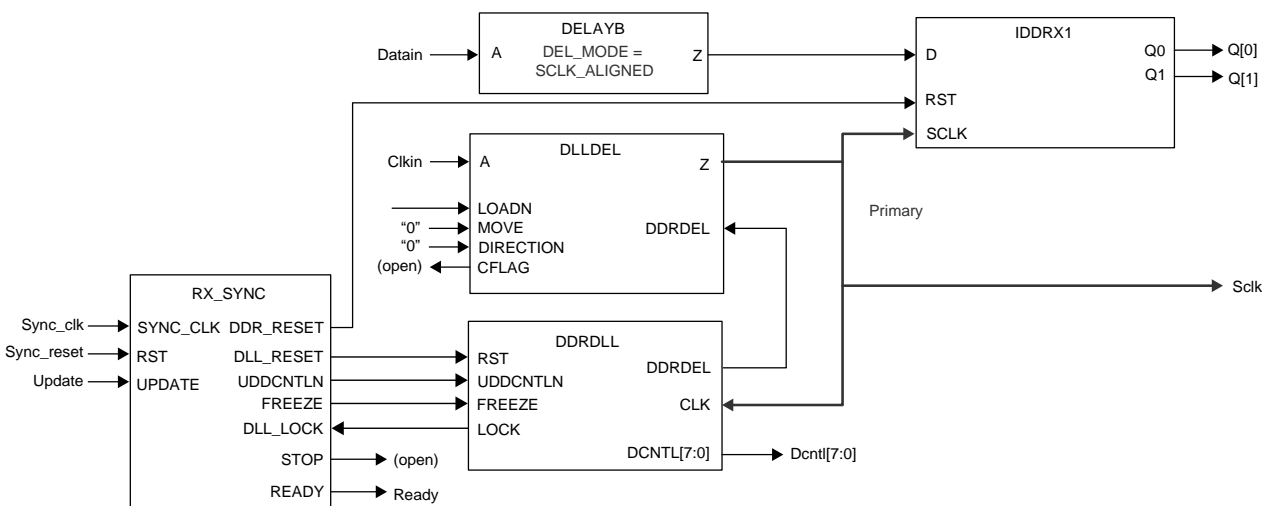 DELAYB
DEL_MODE =
SCLK_ALIGNED
Datain
A
Z
IDDRX1
D
RST
SCLK
Q0
Q1
Q[0]
Q[1]
DLLDEL
Clkin
A
Z
LOADN
"0"
MOVE
"0"
DIRECTION
(open)
CFLAG
DDRDEL
Primary
Sclk
RX_SYNC
Sync_clk
SYNC_CLK
DDR_RESET
Sync_reset
RST
DLL_RESET
Update
UPDATE
UDDCNTLN
FREEZE
DLL_LOCK
STOP
(open)
READY
Ready
DDRDLL
RST
DDRDEL
UDDCNTLN
FREEZE
CLK
LOCK
DCNTL[7:0]
Dcntl[7:0]